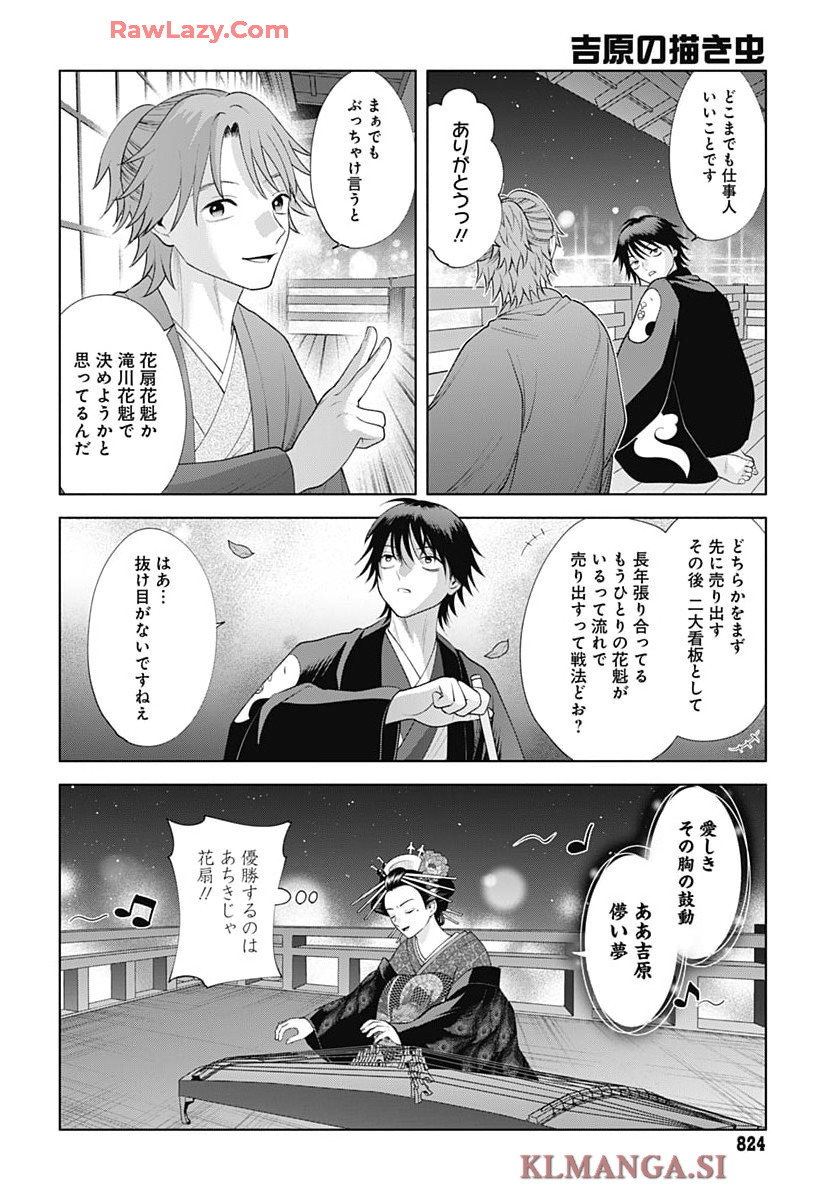 RawLazy.Com
吉原の描き虫
どこまでも仕事人
いいことです
ありがとうっ!!
まぁでも
ぶっちゃけ言うと
花扇花魁か
滝川花魁で
決めようかと
思ってるんだ
どちらかをまず
先に売り出す
その後 二大看板として
長年張り合ってる
もうひとりの花魁が
いるって流れで
売り出すって戦法どお?
はあ…
抜け目がないですねえ
愛しき
その胸の鼓動
ああ吉原
儚い夢
優勝するのは
あちきじゃ
花扇!!
824
KLMANGA.SI